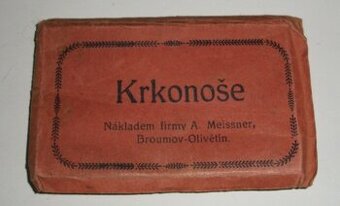 Krkonoše
Nákladem firmy A. Meissner,
Broumov-Olivětín.